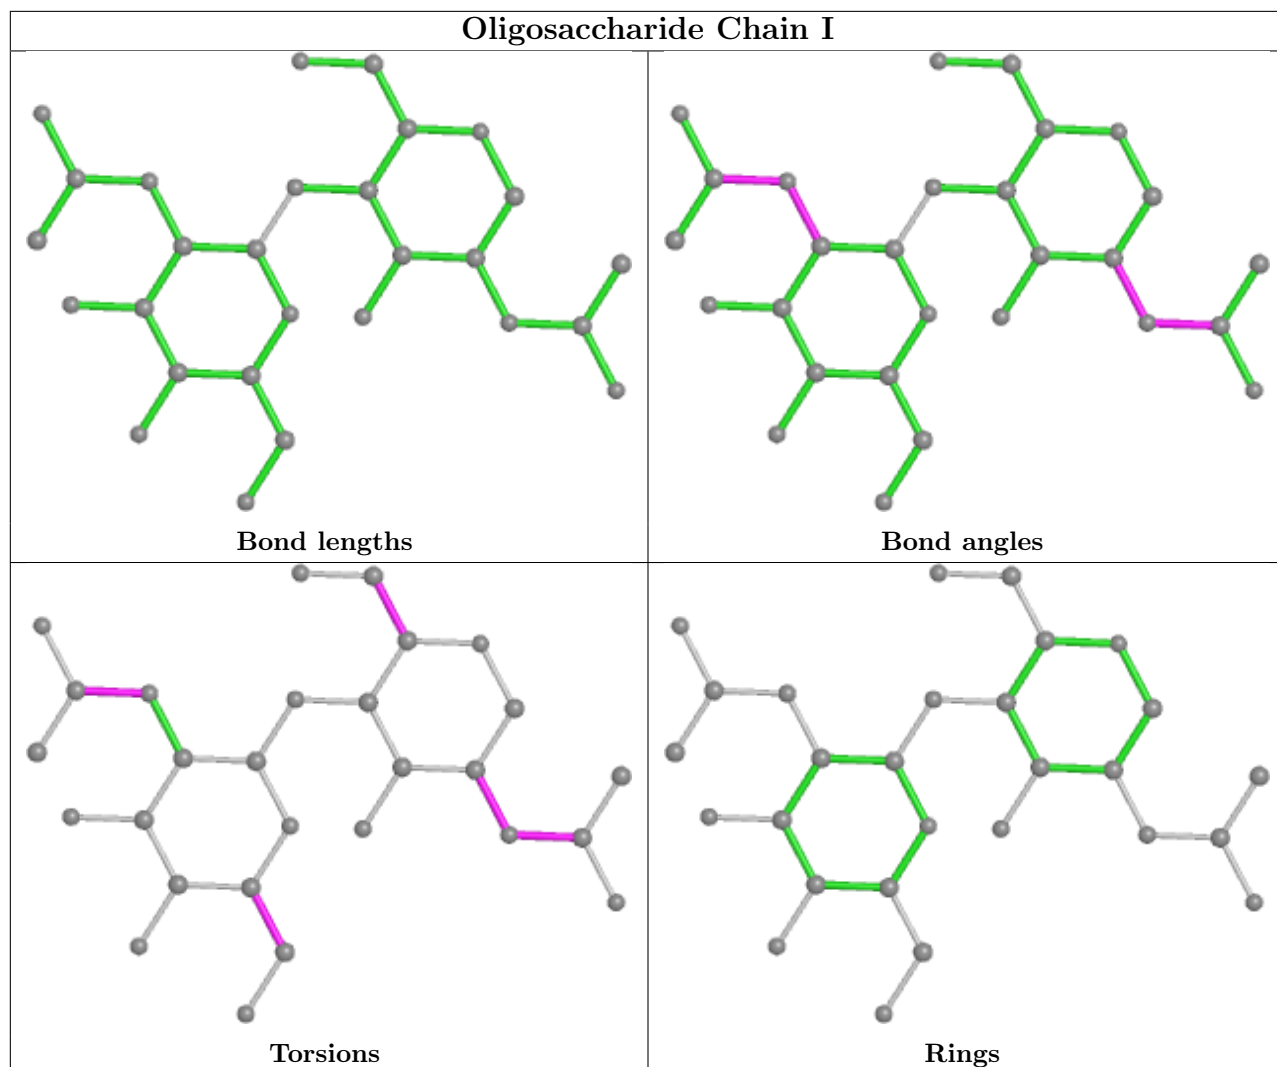 Oligosaccharide Chain I
Bond lengths
Bond angles
Torsions
Rings